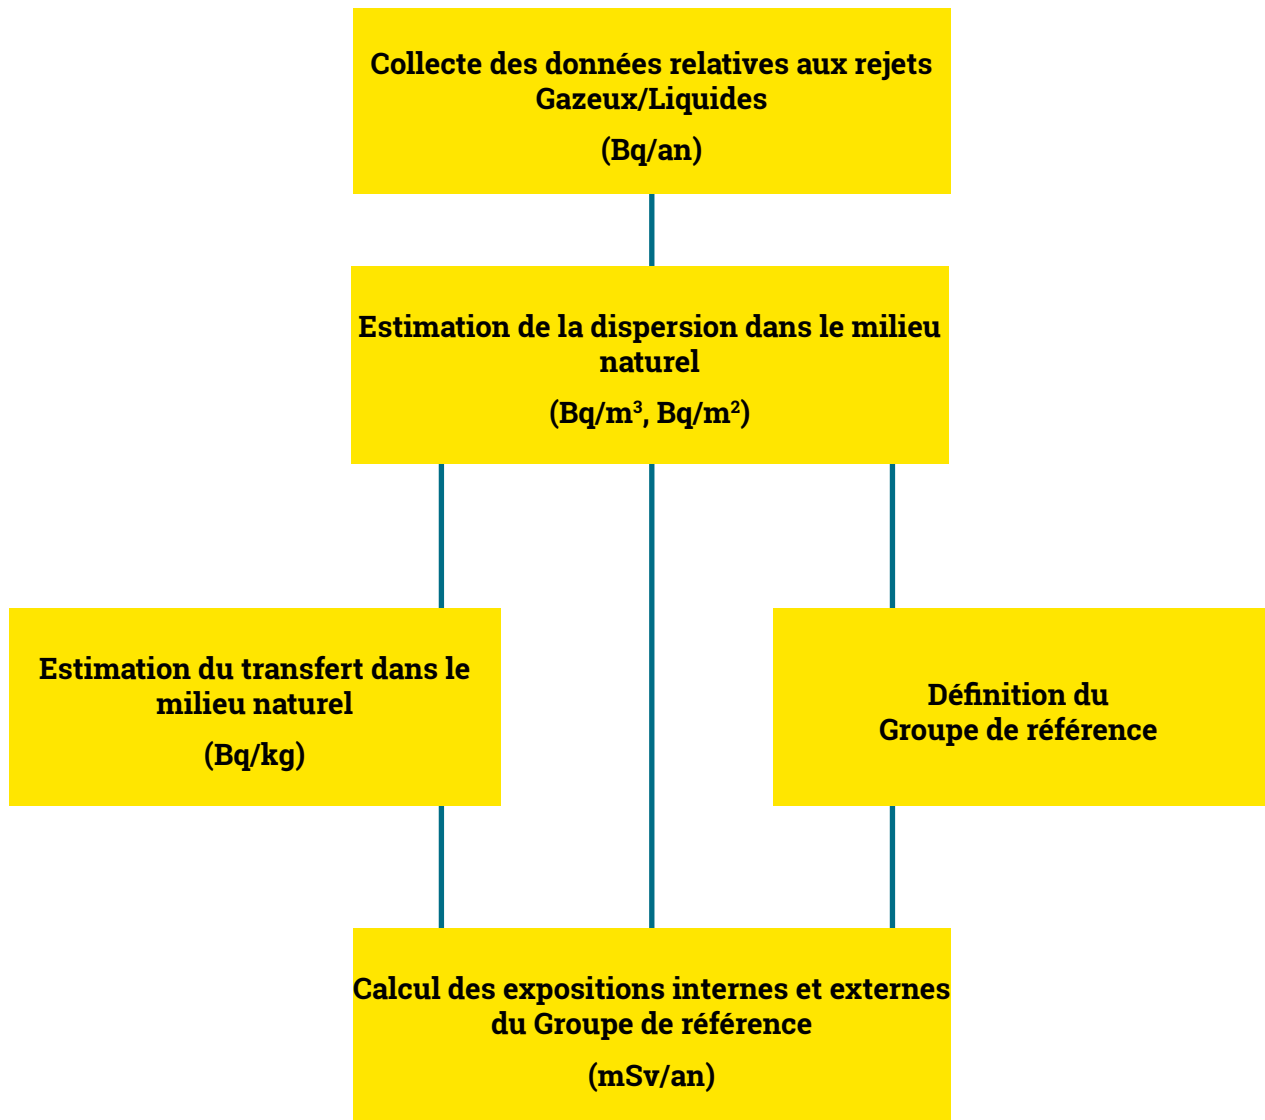 Collecte des données relatives aux rejets
Gazeux/Liquides
(Bq/an)
Estimation de la dispersion dans le milieu
naturel
(Bq/m³, Bq/m²)
Estimation du transfert dans le
milieu naturel
(Bq/kg)
Définition du
Groupe de référence
Calcul des expositions internes et externes
du Groupe de référence
(mSv/an)